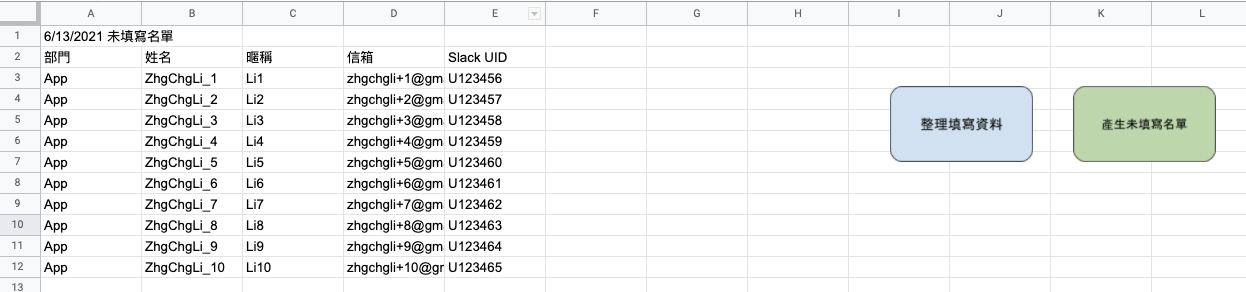 A B C D E F G H I J K L
1 6/13/2021 未填寫名單
2 部門 姓名 暱稱 信箱 Slack UID
3 App ZhgChgLi_1 Li1 zhgchgli+1@gm U123456
4 App ZhgChgLi_2 Li2 zhgchgli+2@gm U123457
5 App ZhgChgLi_3 Li3 zhgchgli+3@gm U123458
6 App ZhgChgLi_4 Li4 zhgchgli+4@gm U123459
7 App ZhgChgLi_5 Li5 zhgchgli+5@gm U123460
8 App ZhgChgLi_6 Li6 zhgchgli+6@gm U123461
9 App ZhgChgLi_7 Li7 zhgchgli+7@gm U123462
10 App ZhgChgLi_8 Li8 zhgchgli+8@gm U123463
11 App ZhgChgLi_9 Li9 zhgchgli+9@gm U123464
12 App ZhgChgLi_10 Li10 zhgchgli+10@gr U123465
13
整理填寫資料
產生未填寫名單